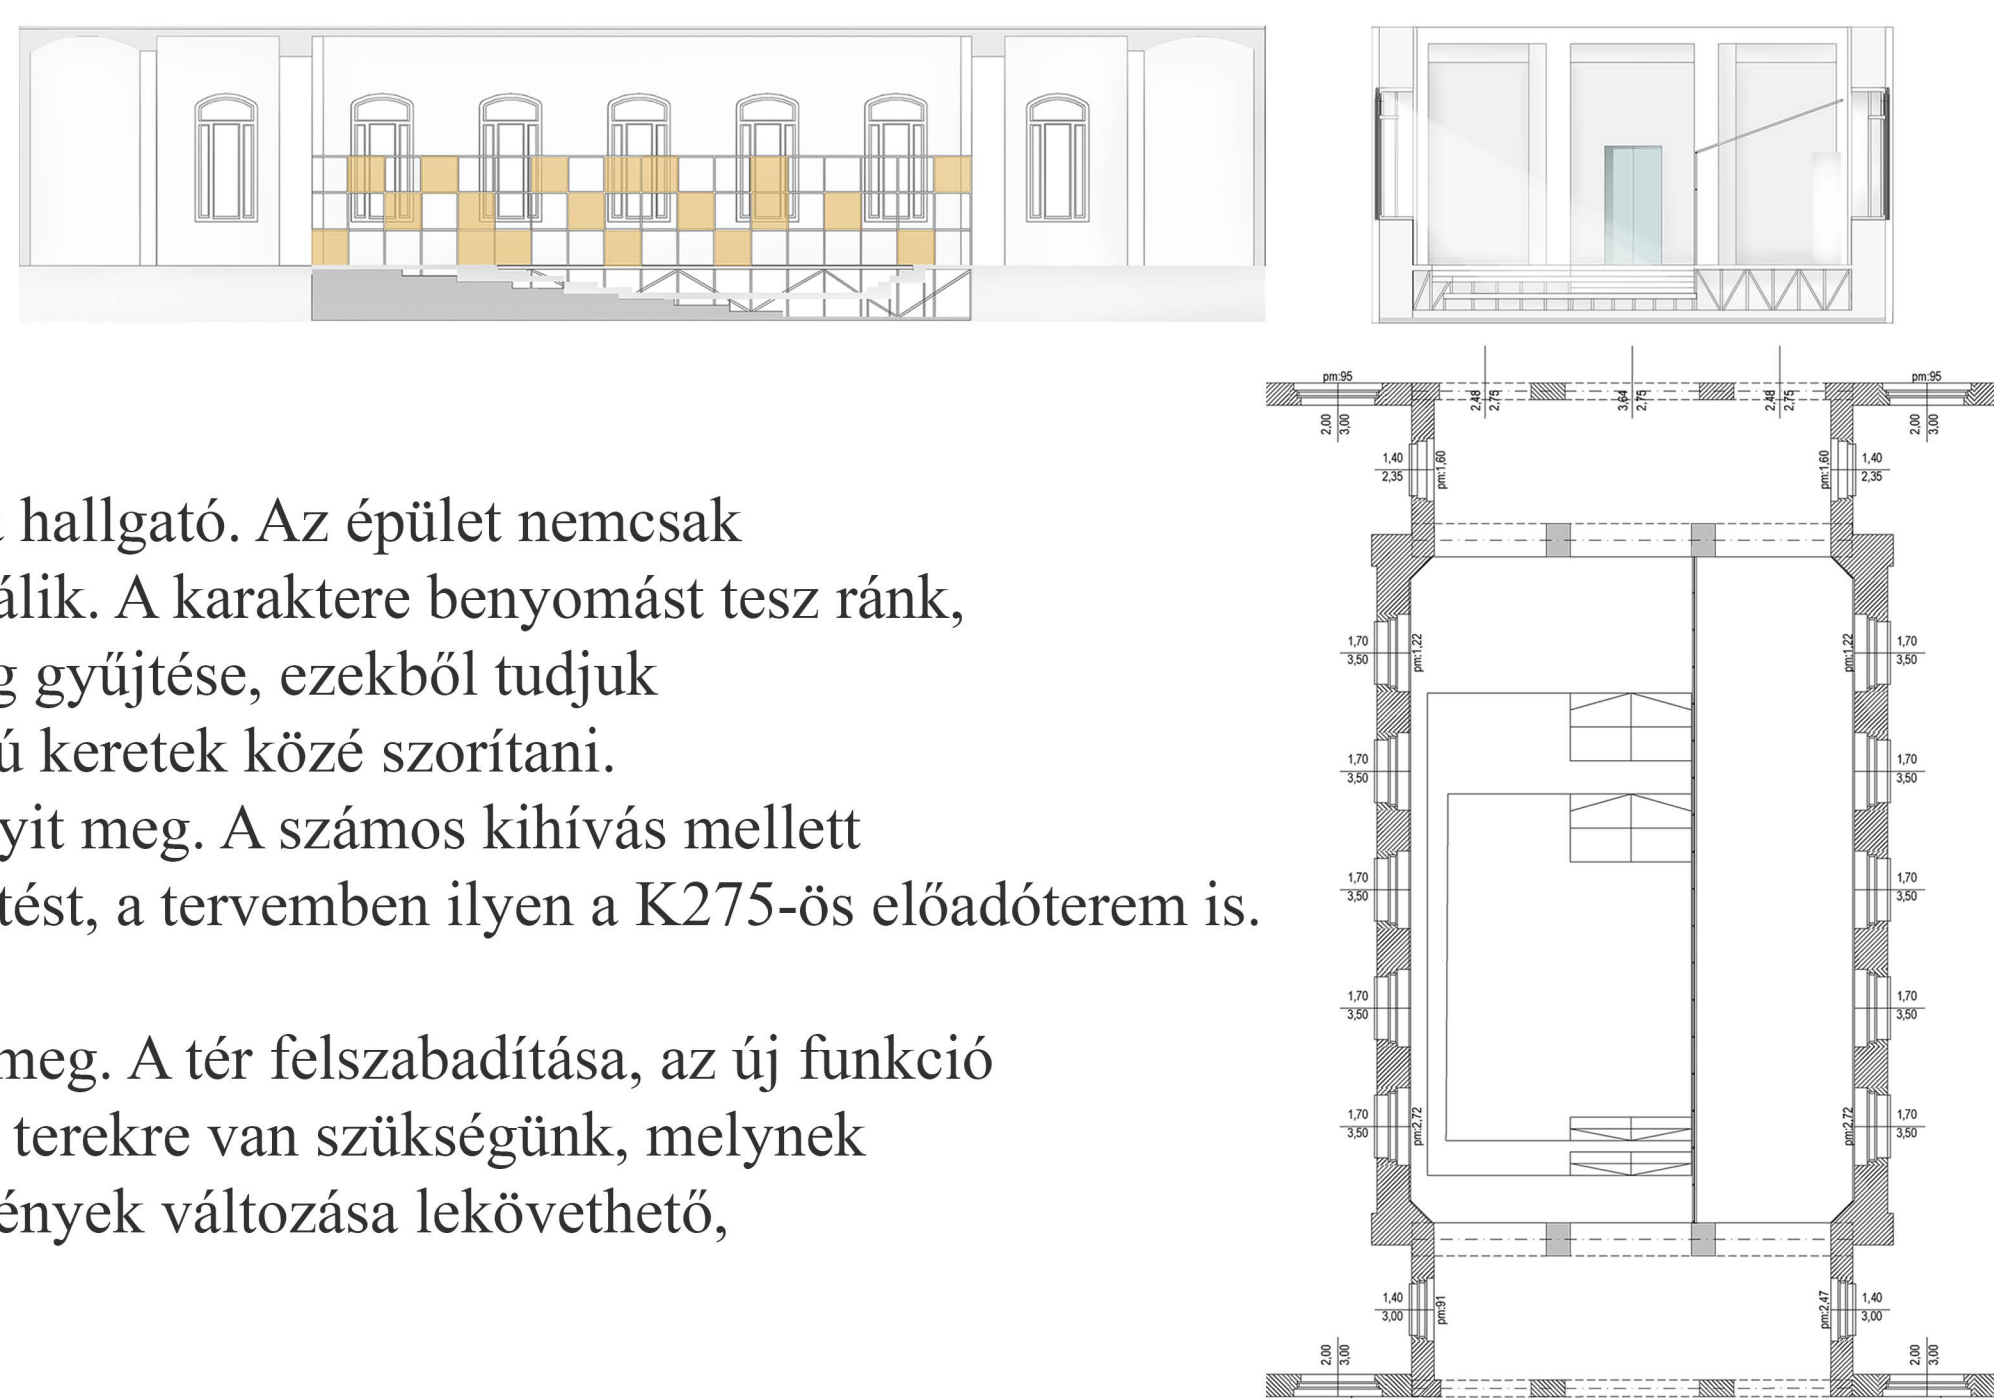 pm:95
pm:95
2,48
2,75
3,64
2,75
2,48
2,75
2,00
3,00
2,00
3,00
1,40
2,35
pm:1,60
pm:1,60
1,40
2,35
hallgató. Az épület nemcsak
álik. A karaktere benyomást tesz ránk,
g gyűjtése, ezekből tudjuk
ú keretek közé szorítani.
yit meg. A számos kihívás mellett
tést, a tervemben ilyen a K275-ös előadóterem is.
meg. A tér felszabadítása, az új funkció
terekre van szükségünk, melynek
ények változása lekövethető,
1,70
3,50
pm:1,22
pm:1,22
1,70
3,50
1,70
3,50
1,70
3,50
1,70
3,50
1,70
3,50
1,70
3,50
1,70
3,50
1,70
3,50
pm:2,72
pm:2,72
1,70
3,50
1,40
3,00
pm:91
pm:2,47
1,40
3,00
2,00
3,00
2,00
3,00